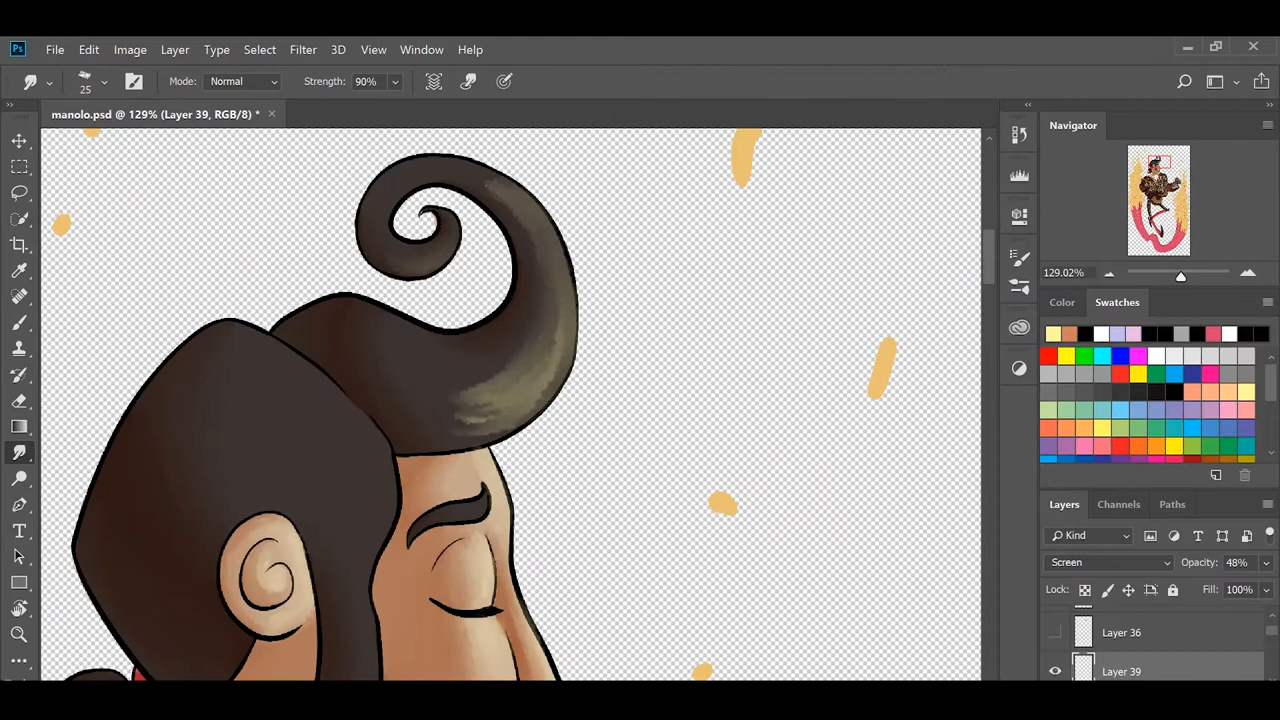 Ps File Edit Image Layer Type Select Filter 3D View Window Help
25 Mode: Normal Strength: 90%
manolo.psd @ 129% (Layer 39, RGB/8) *
Navigator
129.02%
Color Swatches
Layers Channels Paths
Kind
Screen Opacity: 48%
Lock: Fill: 100%
Layer 36
Layer 39